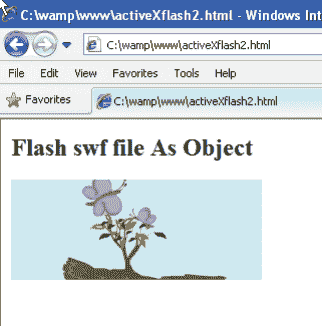 C:\wamp\www\activeXflash2.html - Windows Int
C:\wamp\www\activeXflash2.html
File Edit View Favorites Tools Help
Favorites C:\wamp\www\activeXflash2.html
Flash swf file As Object